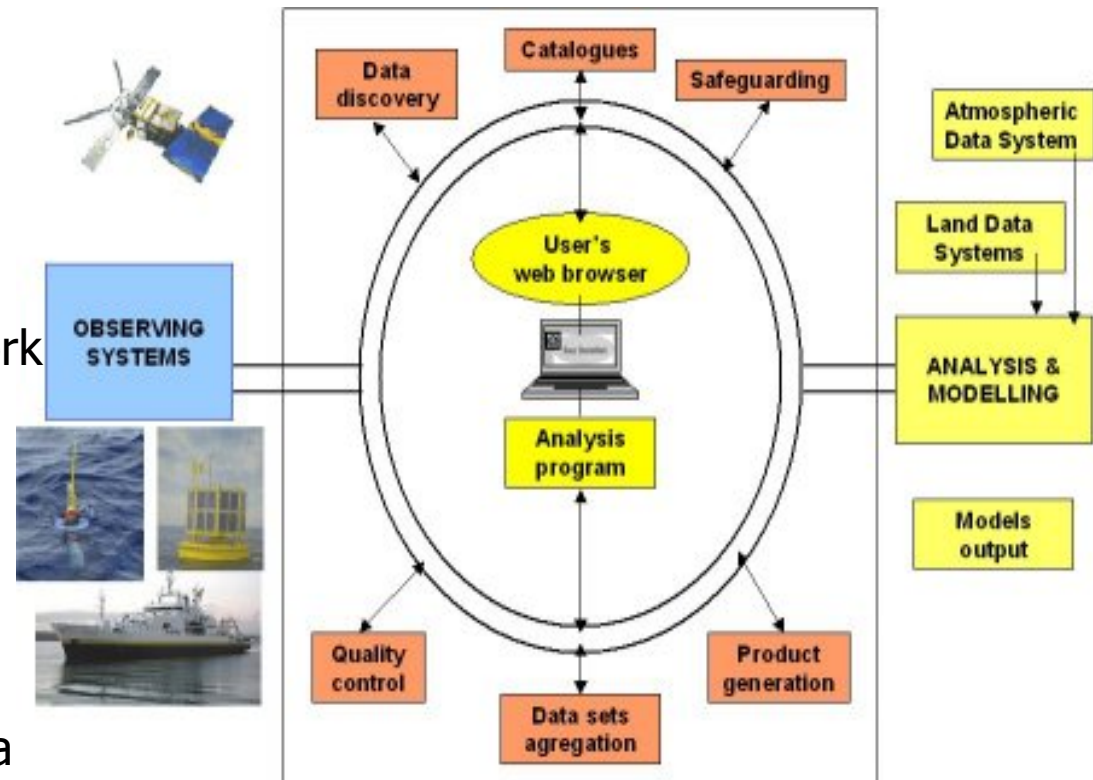 Catalogues
Data
discovery
Safeguarding
Atmospheric
Data System
Land Data
Systems
User's
web browser
rk
OBSERVING
SYSTEMS
ANALYSIS &
MODELLING
Analysis
program
Models
output
Quality
control
Product
generation
Data sets
agregation
a